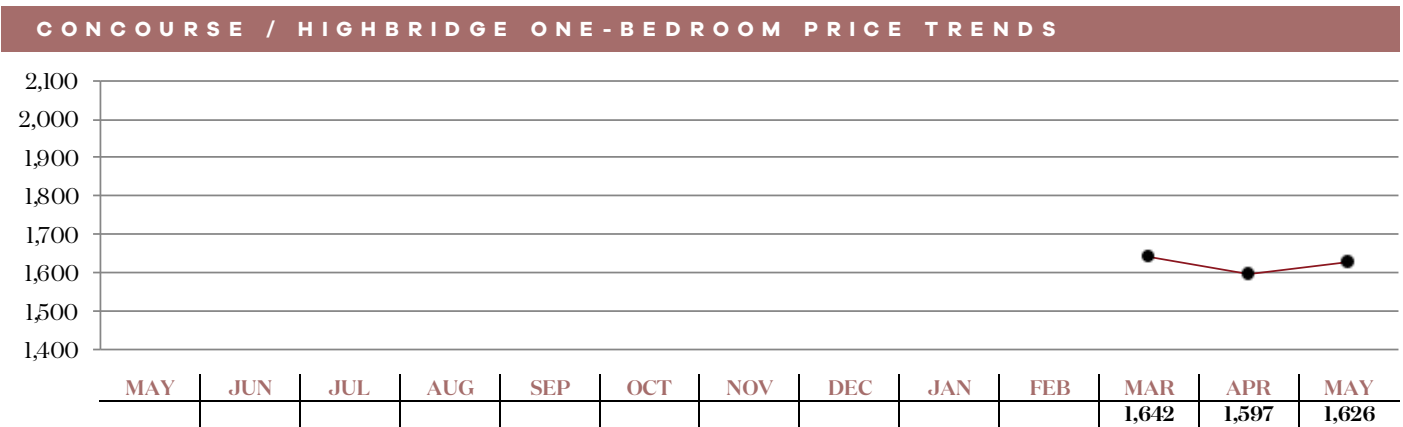 CONCOURSE / HIGHBRIDGE ONE-BEDROOM PRICE TRENDS
2,100
2,000
1,900
1,800
1,700
1,600
1,500
1,400
MAY JUN JUL AUG SEP OCT NOV DEC JAN FEB MAR APR MAY
1,642 1,597 1,626